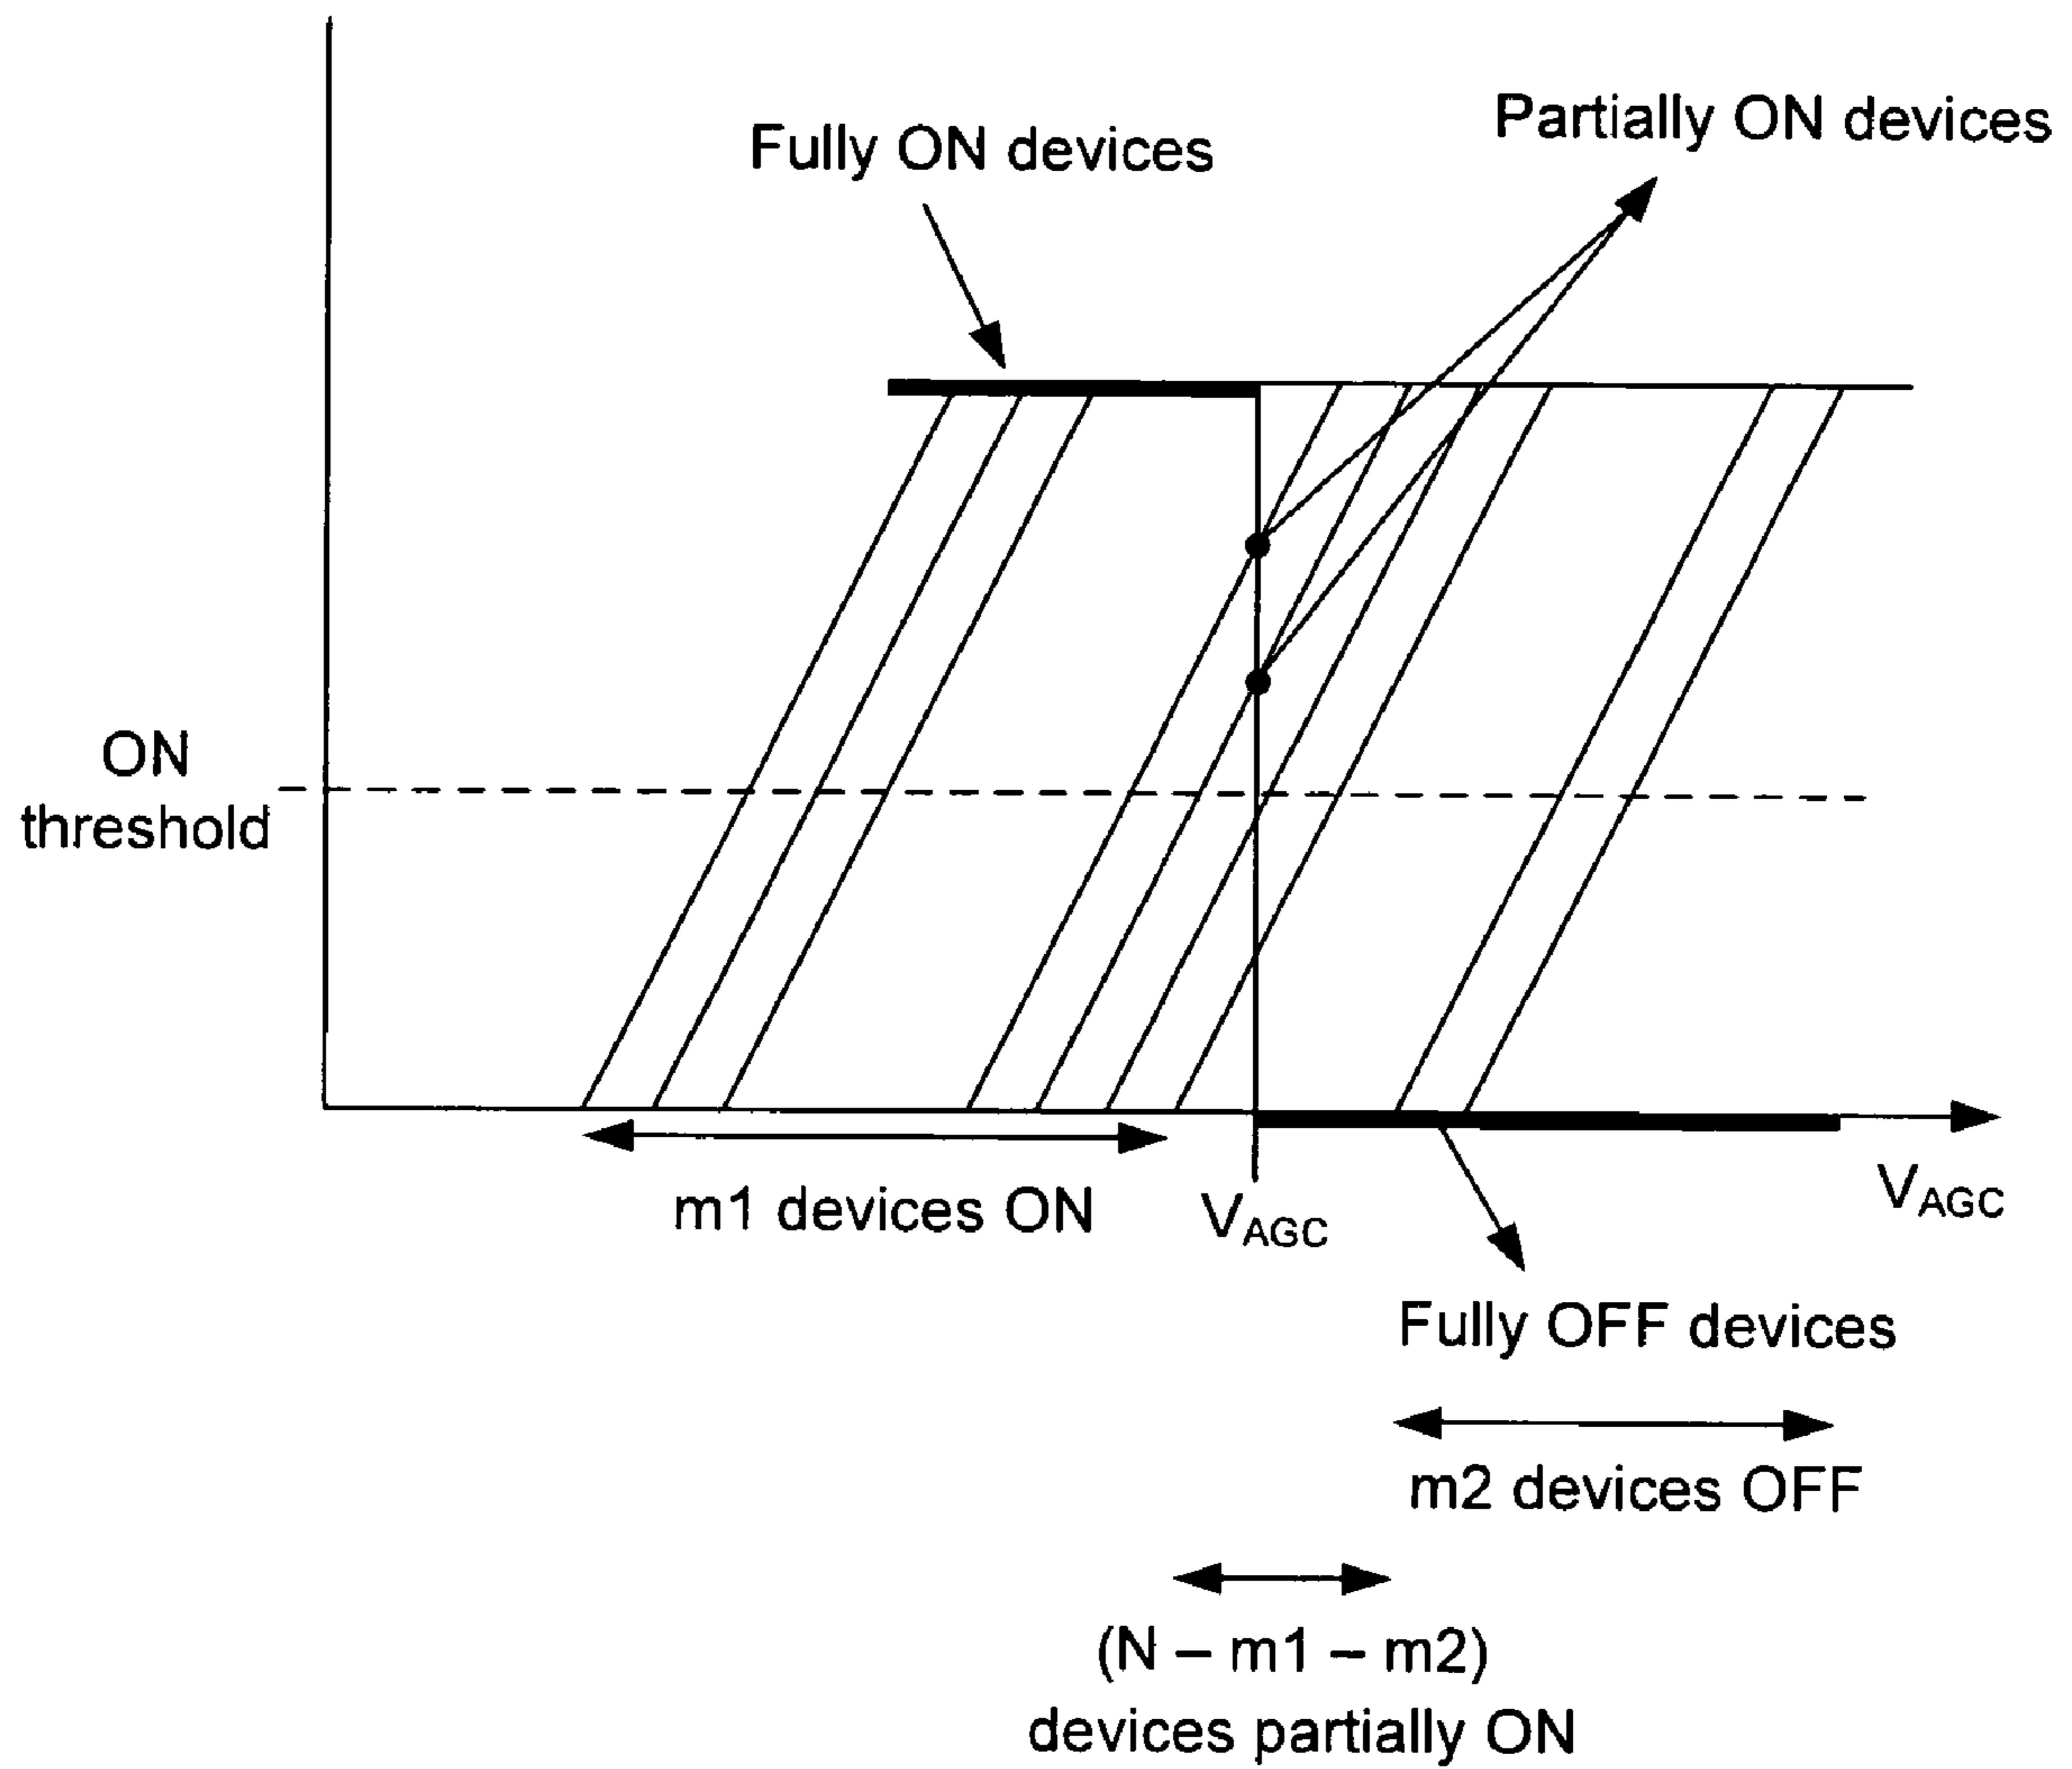 Partially ON devices
Fully ON devices
ON
threshold
m1 devices ON
VAGC
VAGC
Fully OFF devices
m2 devices OFF
(N – m1 – m2)
devices partially ON